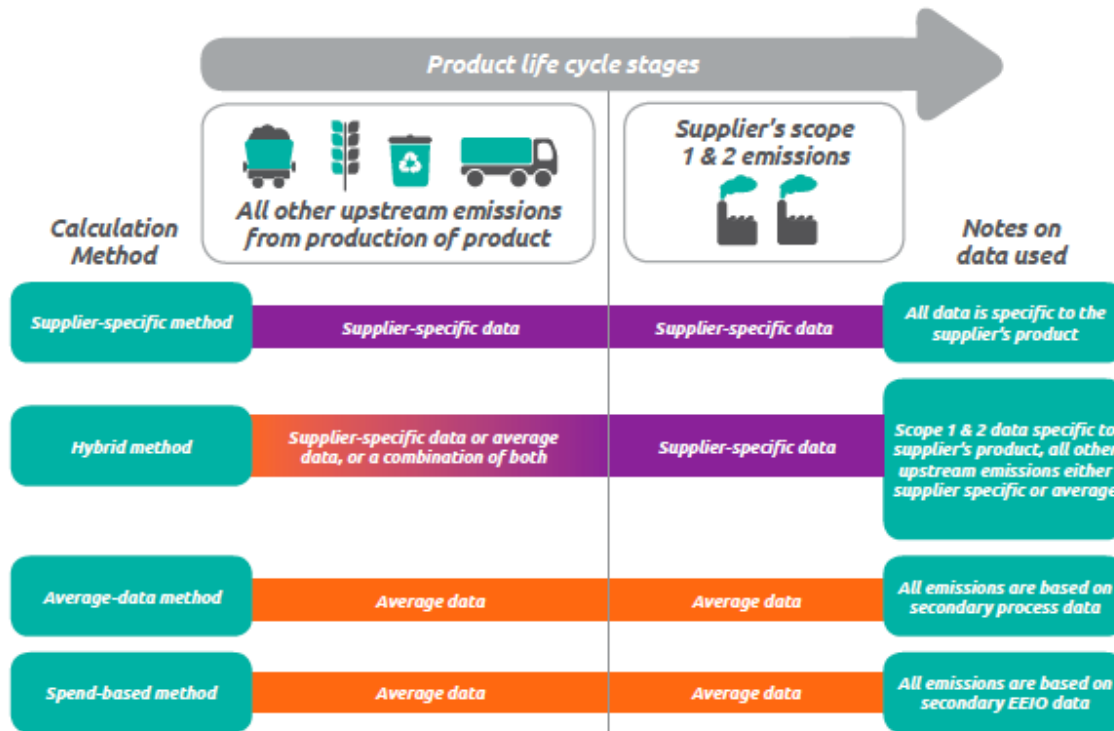 Product life cycle stages
All other upstream emissions
from production of product
Supplier's scope
1 & 2 emissions
Calculation
Method
Notes on
data used
Supplier-specific method
Supplier-specific data
Supplier-specific data
All data is specific to the
supplier's product
Hybrid method
Supplier-specific data or average
data, or a combination of both
Supplier-specific data
Scope 1 & 2 data specific to
supplier's product, all other
upstream emissions either
supplier specific or average
Average-data method
Average data
Average data
All emissions are based on
secondary process data
Spend-based method
Average data
Average data
All emissions are based on
secondary EEIO data